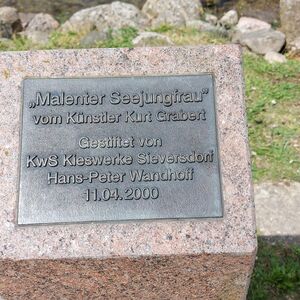 „Malenter Seejungfrau"
vom Künstler Kurt Grabert
Gestiftet von
KwS Kieswerke Sieversdorf
Hans-Peter Wandhoff
11.04.2000